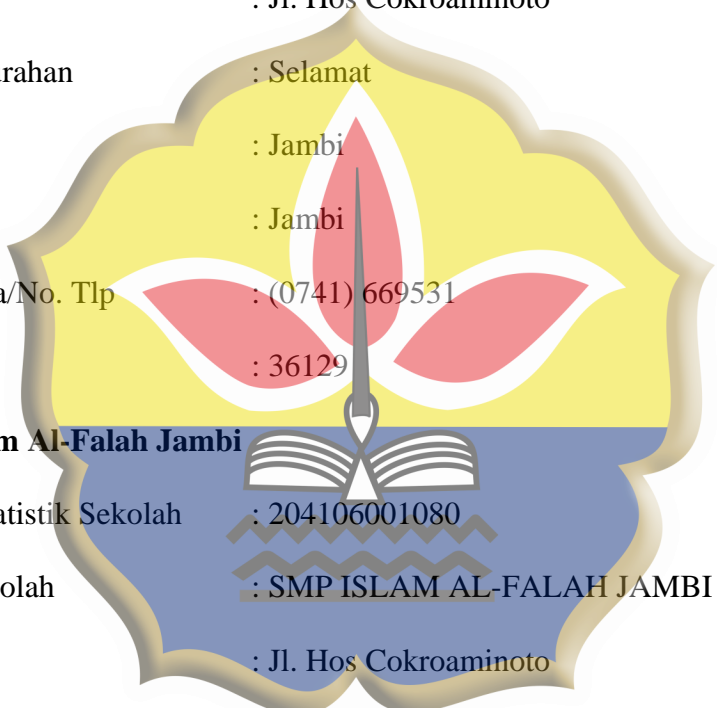 : Jl. Hos Cokroaminoto
urahan : Selamat
: Jambi
: Jambi
a/No. Tlp : (0741) 669531
: 36129
m Al-Falah Jambi
atistik Sekolah : 204106001080
olah : SMP ISLAM AL-FALAH JAMBI
: Jl. Hos Cokroaminoto